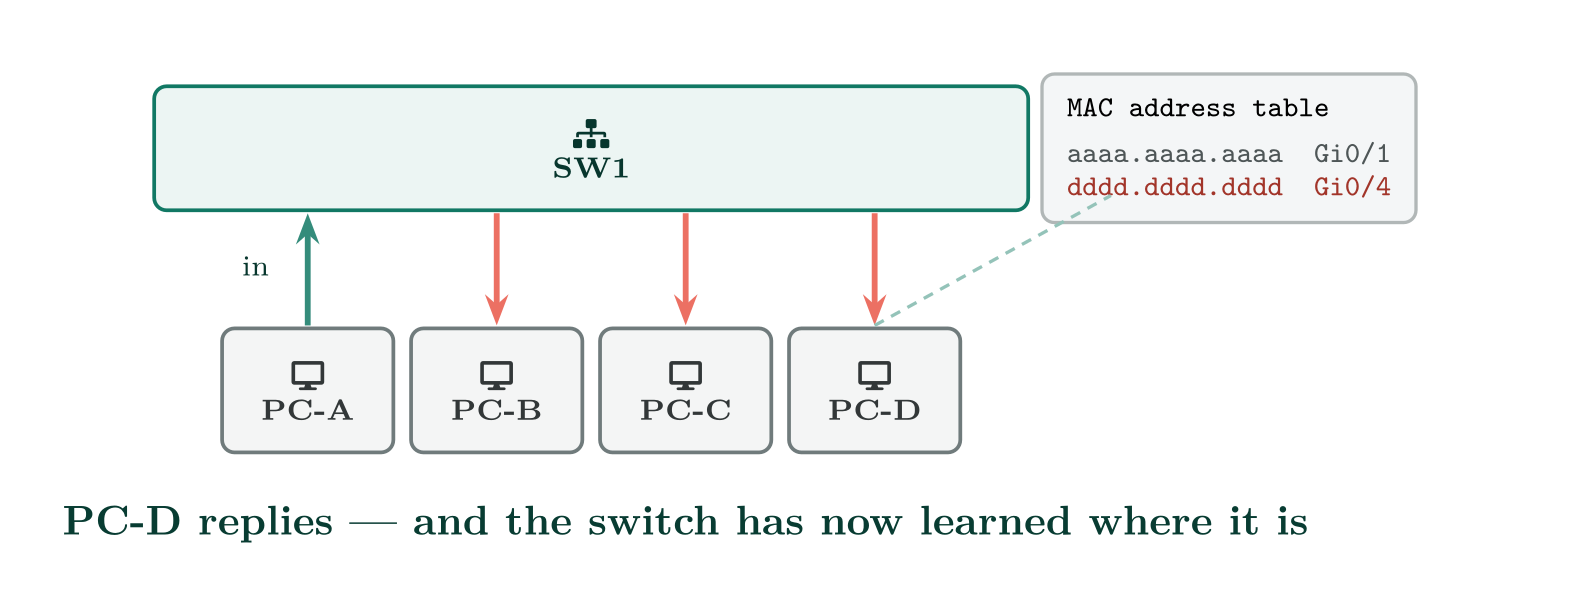 MAC address table
aaaa.aaaa.aaaa Gi0/1
dddd.dddd.dddd Gi0/4
SW1
in
PC-A
PC-B
PC-C
PC-D
PC-D replies — and the switch has now learned where it is